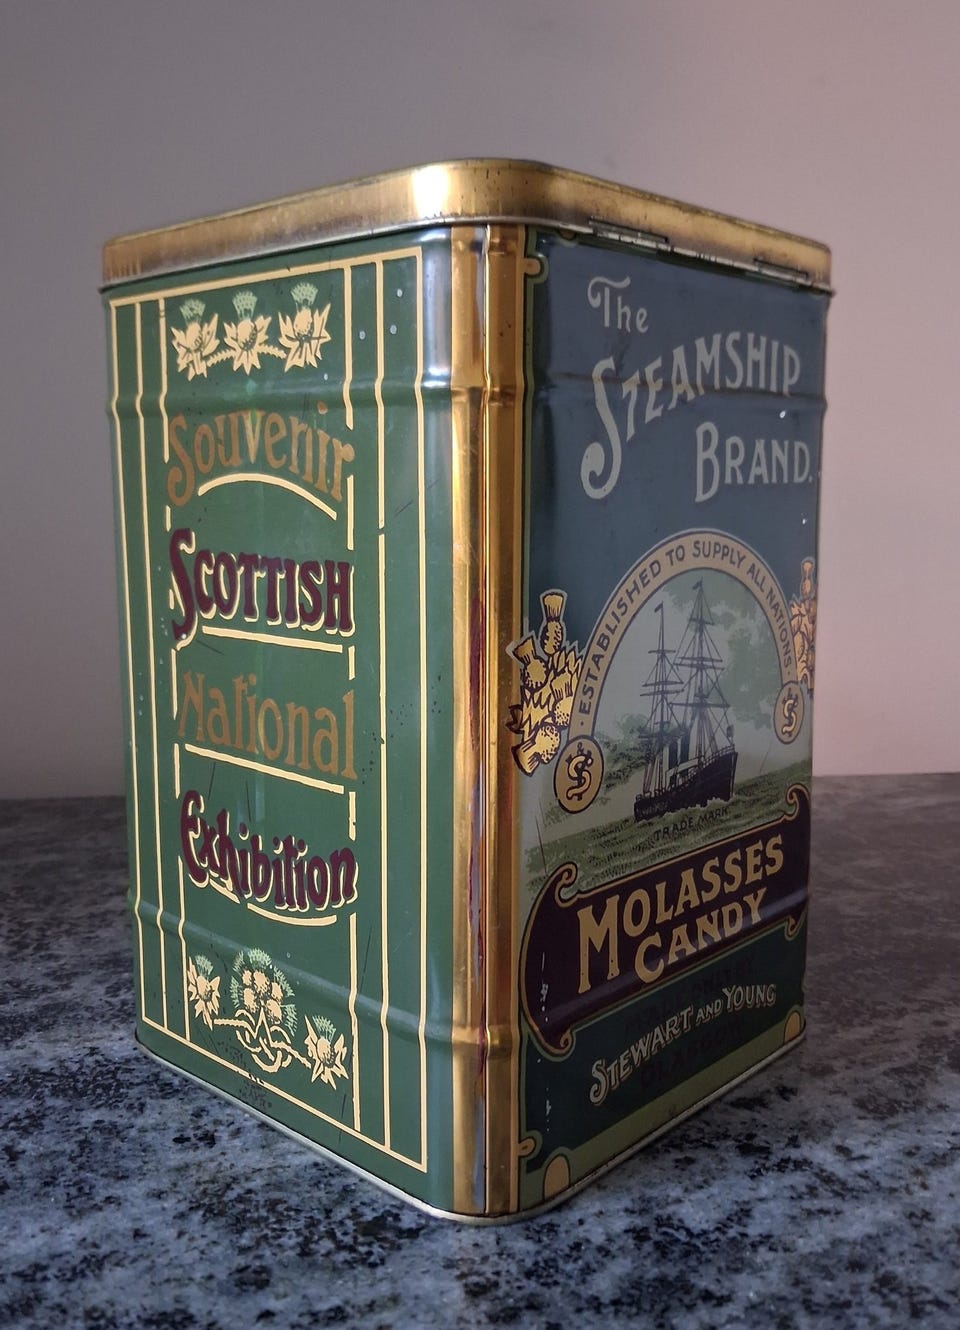 Souvenir
SCOTTISH
National
Exhibition
The
STEAMSHIP
BRAND.
·ESTABLISHED TO SUPPLY ALL NATIONS·
S S
TRADE MARK
MOLASSES
CANDY
STEWART AND YOUNG